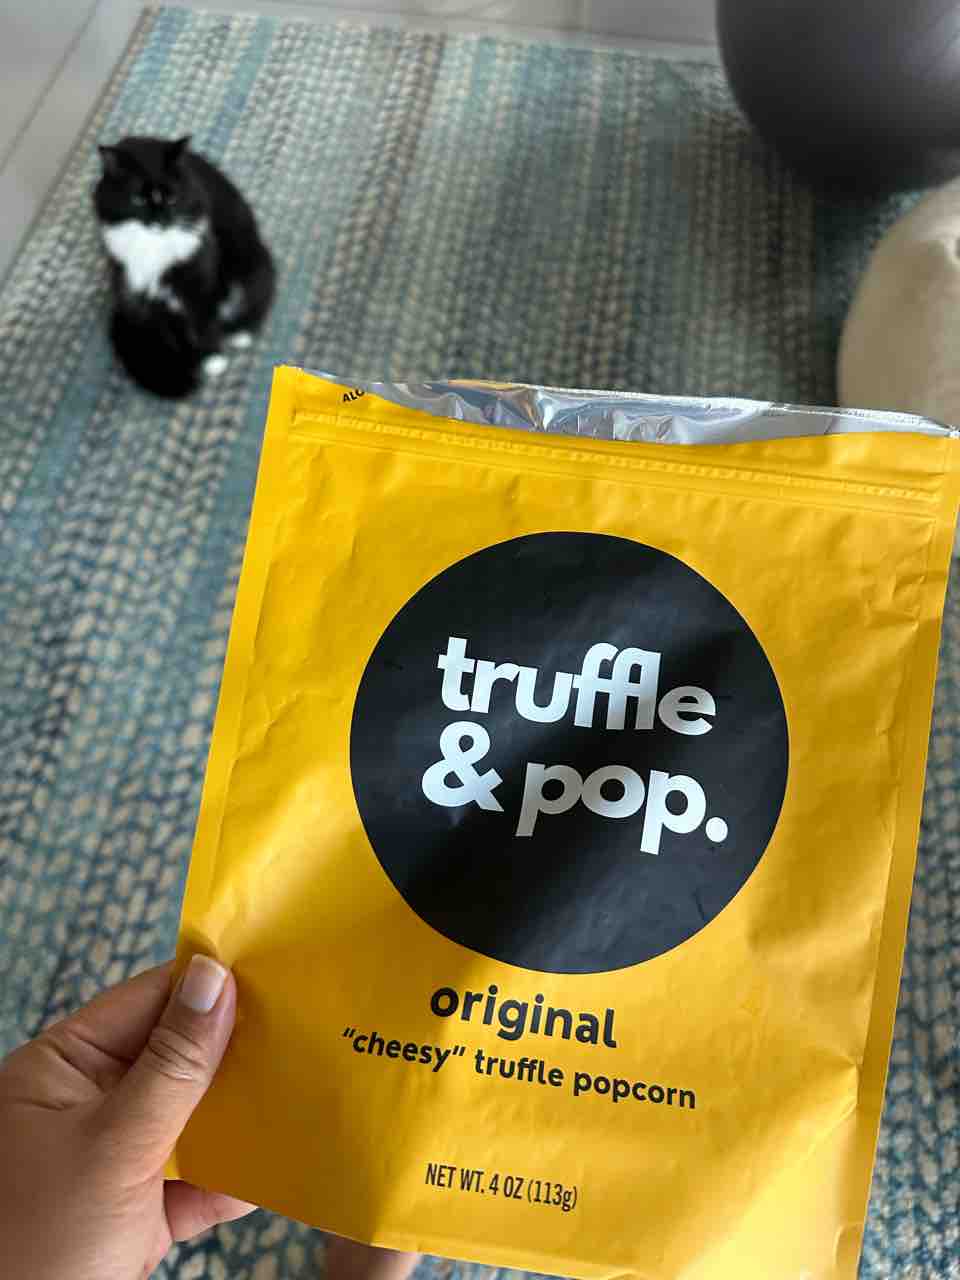 truffle
& pop.
original
“cheesy” truffle popcorn
NET WT. 4 OZ (113g)